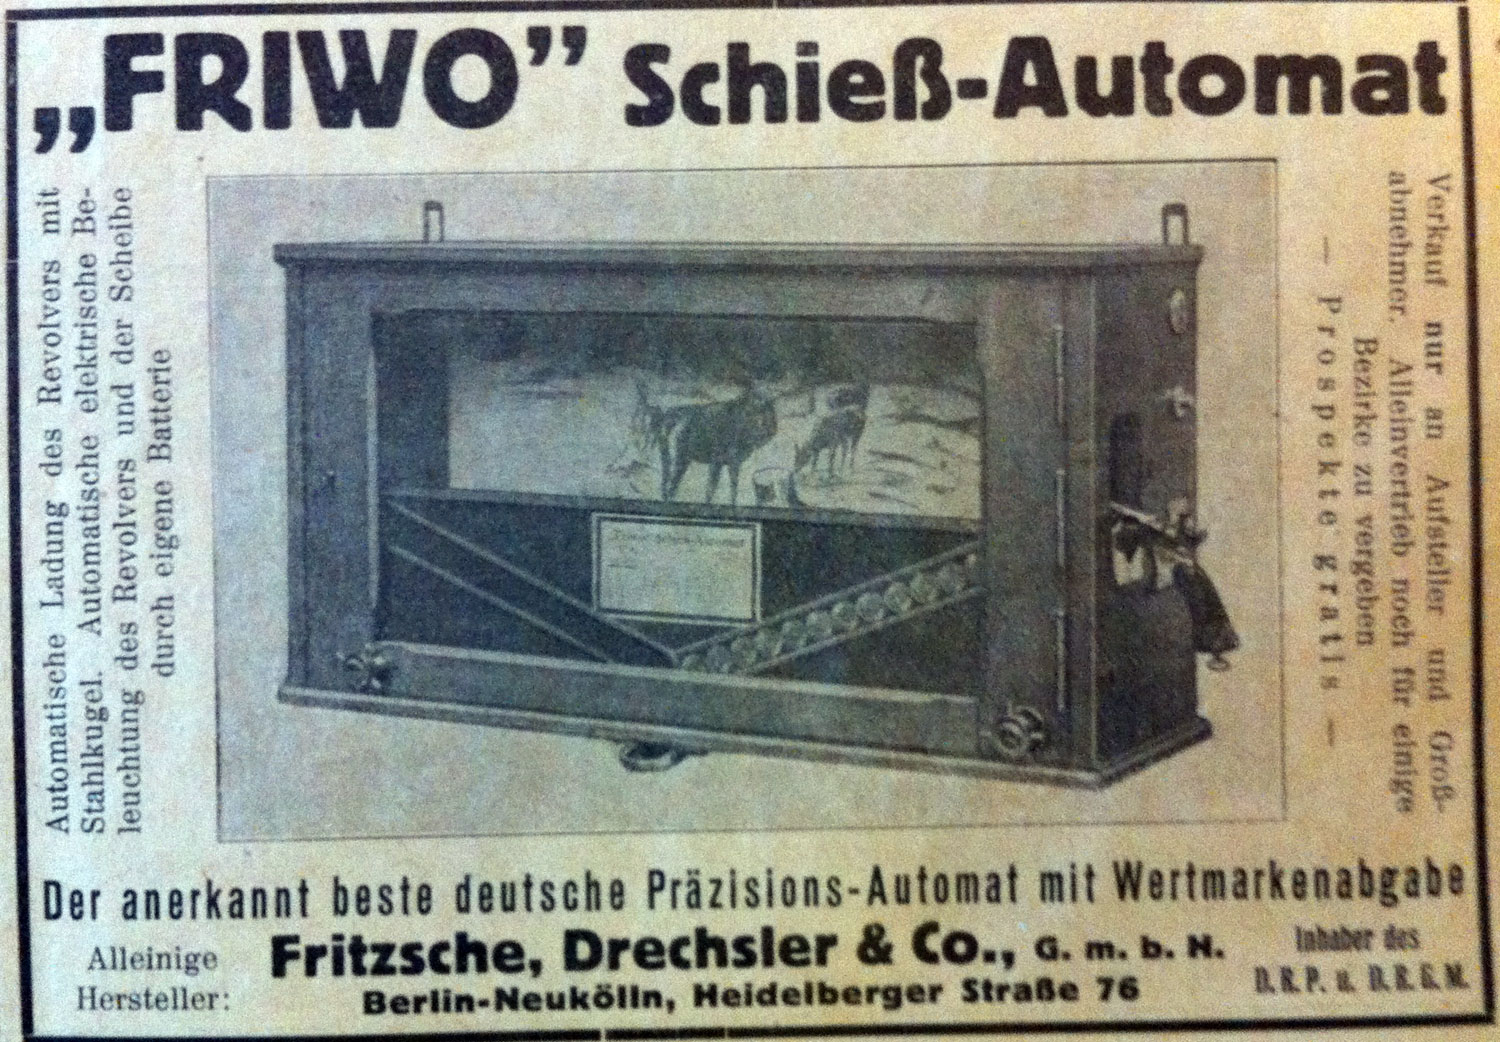 „FRIWO” Schieß-Automat
Automatische Ladung des Revolvers mit
Stahlkugel. Automatische elektrische Be-
leuchtung des Revolvers und der Scheibe
durch eigene Batterie
Verkauf nur an Aufsteller und Groß-
abnehmer. Alleinvertrieb noch für einige
Bezirke zu vergeben
— Prospekte gratis —
Der anerkannt beste deutsche Präzisions-Automat mit Wertmarkenabgabe
Alleinige
Hersteller:
Fritzsche, Drechsler & Co., G. m. b. H.
Berlin-Neukölln, Heidelberger Straße 76
Inhaber des
D.R.P. u. D.R.G.M.